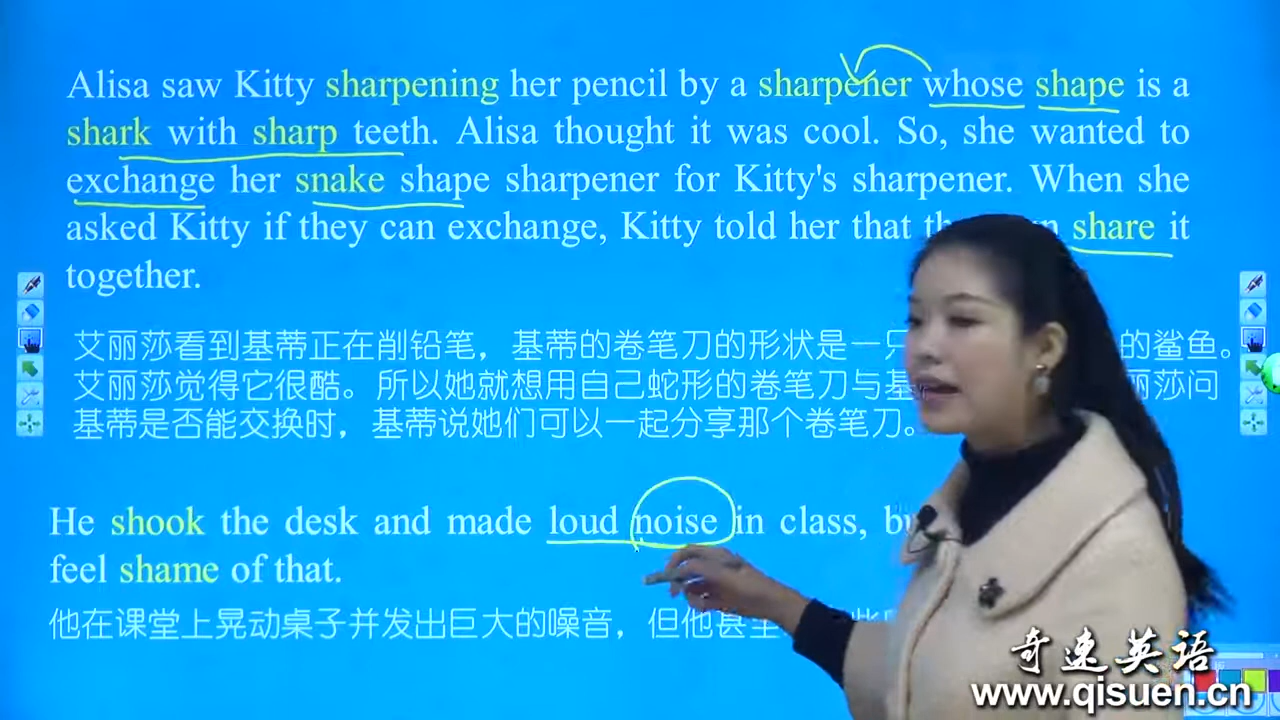 Alisa saw Kitty sharpening her pencil by a sharpener whose shape is a
shark with sharp teeth. Alisa thought it was cool. So, she wanted to
exchange her snake shape sharpener for Kitty's sharpener. When she
asked Kitty if they can exchange, Kitty told her that share it
together.
艾丽莎看到基蒂正在削铅笔，基蒂的卷笔刀的形状是一只 的鲨鱼。
艾丽莎觉得它很酷。所以她就想用自己蛇形的卷笔刀与基 丽莎问
基蒂是否能交换时，基蒂说她们可以一起分享那个卷笔刀。
He shook the desk and made loud noise in class,
feel shame of that.
他在课堂上晃动桌子并发出巨大的噪音，但他甚至
奇速英语
www.qisuen.cn